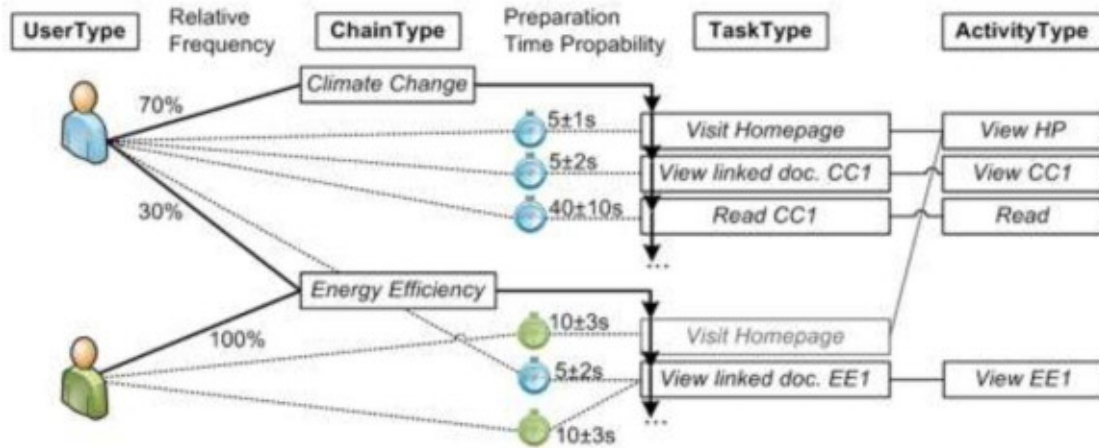 UserType
Relative
Frequency
ChainType
Preparation
Time Propability
TaskType
ActivityType
Climate Change
70%
5±1s
Visit Homepage
View HP
5±2s
View linked doc. CC1
View CC1
30%
40±10s
Read CC1
Read
...
Energy Efficiency
100%
10±3s
Visit Homepage
5±2s
View linked doc. EE1
View EE1
10±3s
...